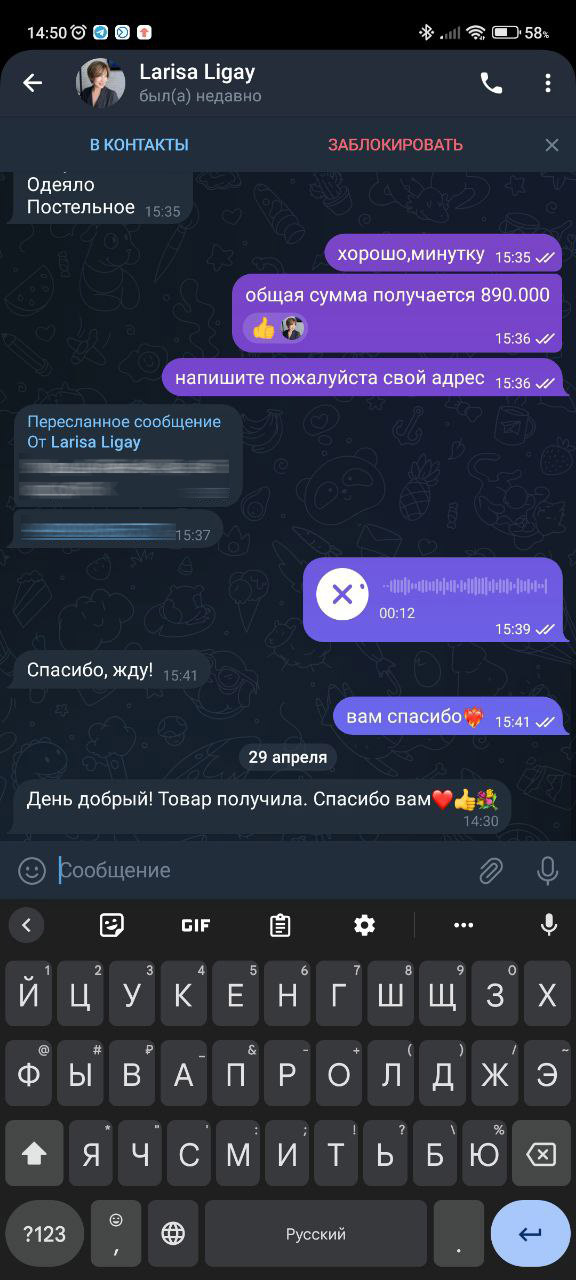 14:50
58%
Larisa Ligay
был(а) недавно
В КОНТАКТЫ
ЗАБЛОКИРОВАТЬ
Одеяло
Постельное 15:35
хорошо,минутку 15:35
общая сумма получается 890.000
15:36
напишите пожалуйста свой адрес 15:36
Пересланное сообщение
От Larisa Ligay
15:37
00:12
15:39
Спасибо, жду! 15:41
вам спасибо❤️‍🔥 15:41
29 апреля
День добрый! Товар получила. Спасибо вам❤️👍💐
14:30
Сообщение
GIF
1 2 3 4 5 6 7 8 9 0
Й Ц У К Е Н Г Ш Щ З Х
@ # ₽ _ & - + ( ) / ~
Ф Ы В А П Р О Л Д Ж Э
* " ' : ; ! ? \ %
Я Ч С М И Т Ь Б Ю
?123 , Русский .